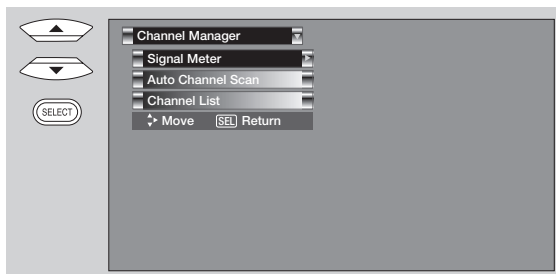 Channel Manager
Signal Meter
Auto Channel Scan
SELECT
Channel List
Move SEL Return